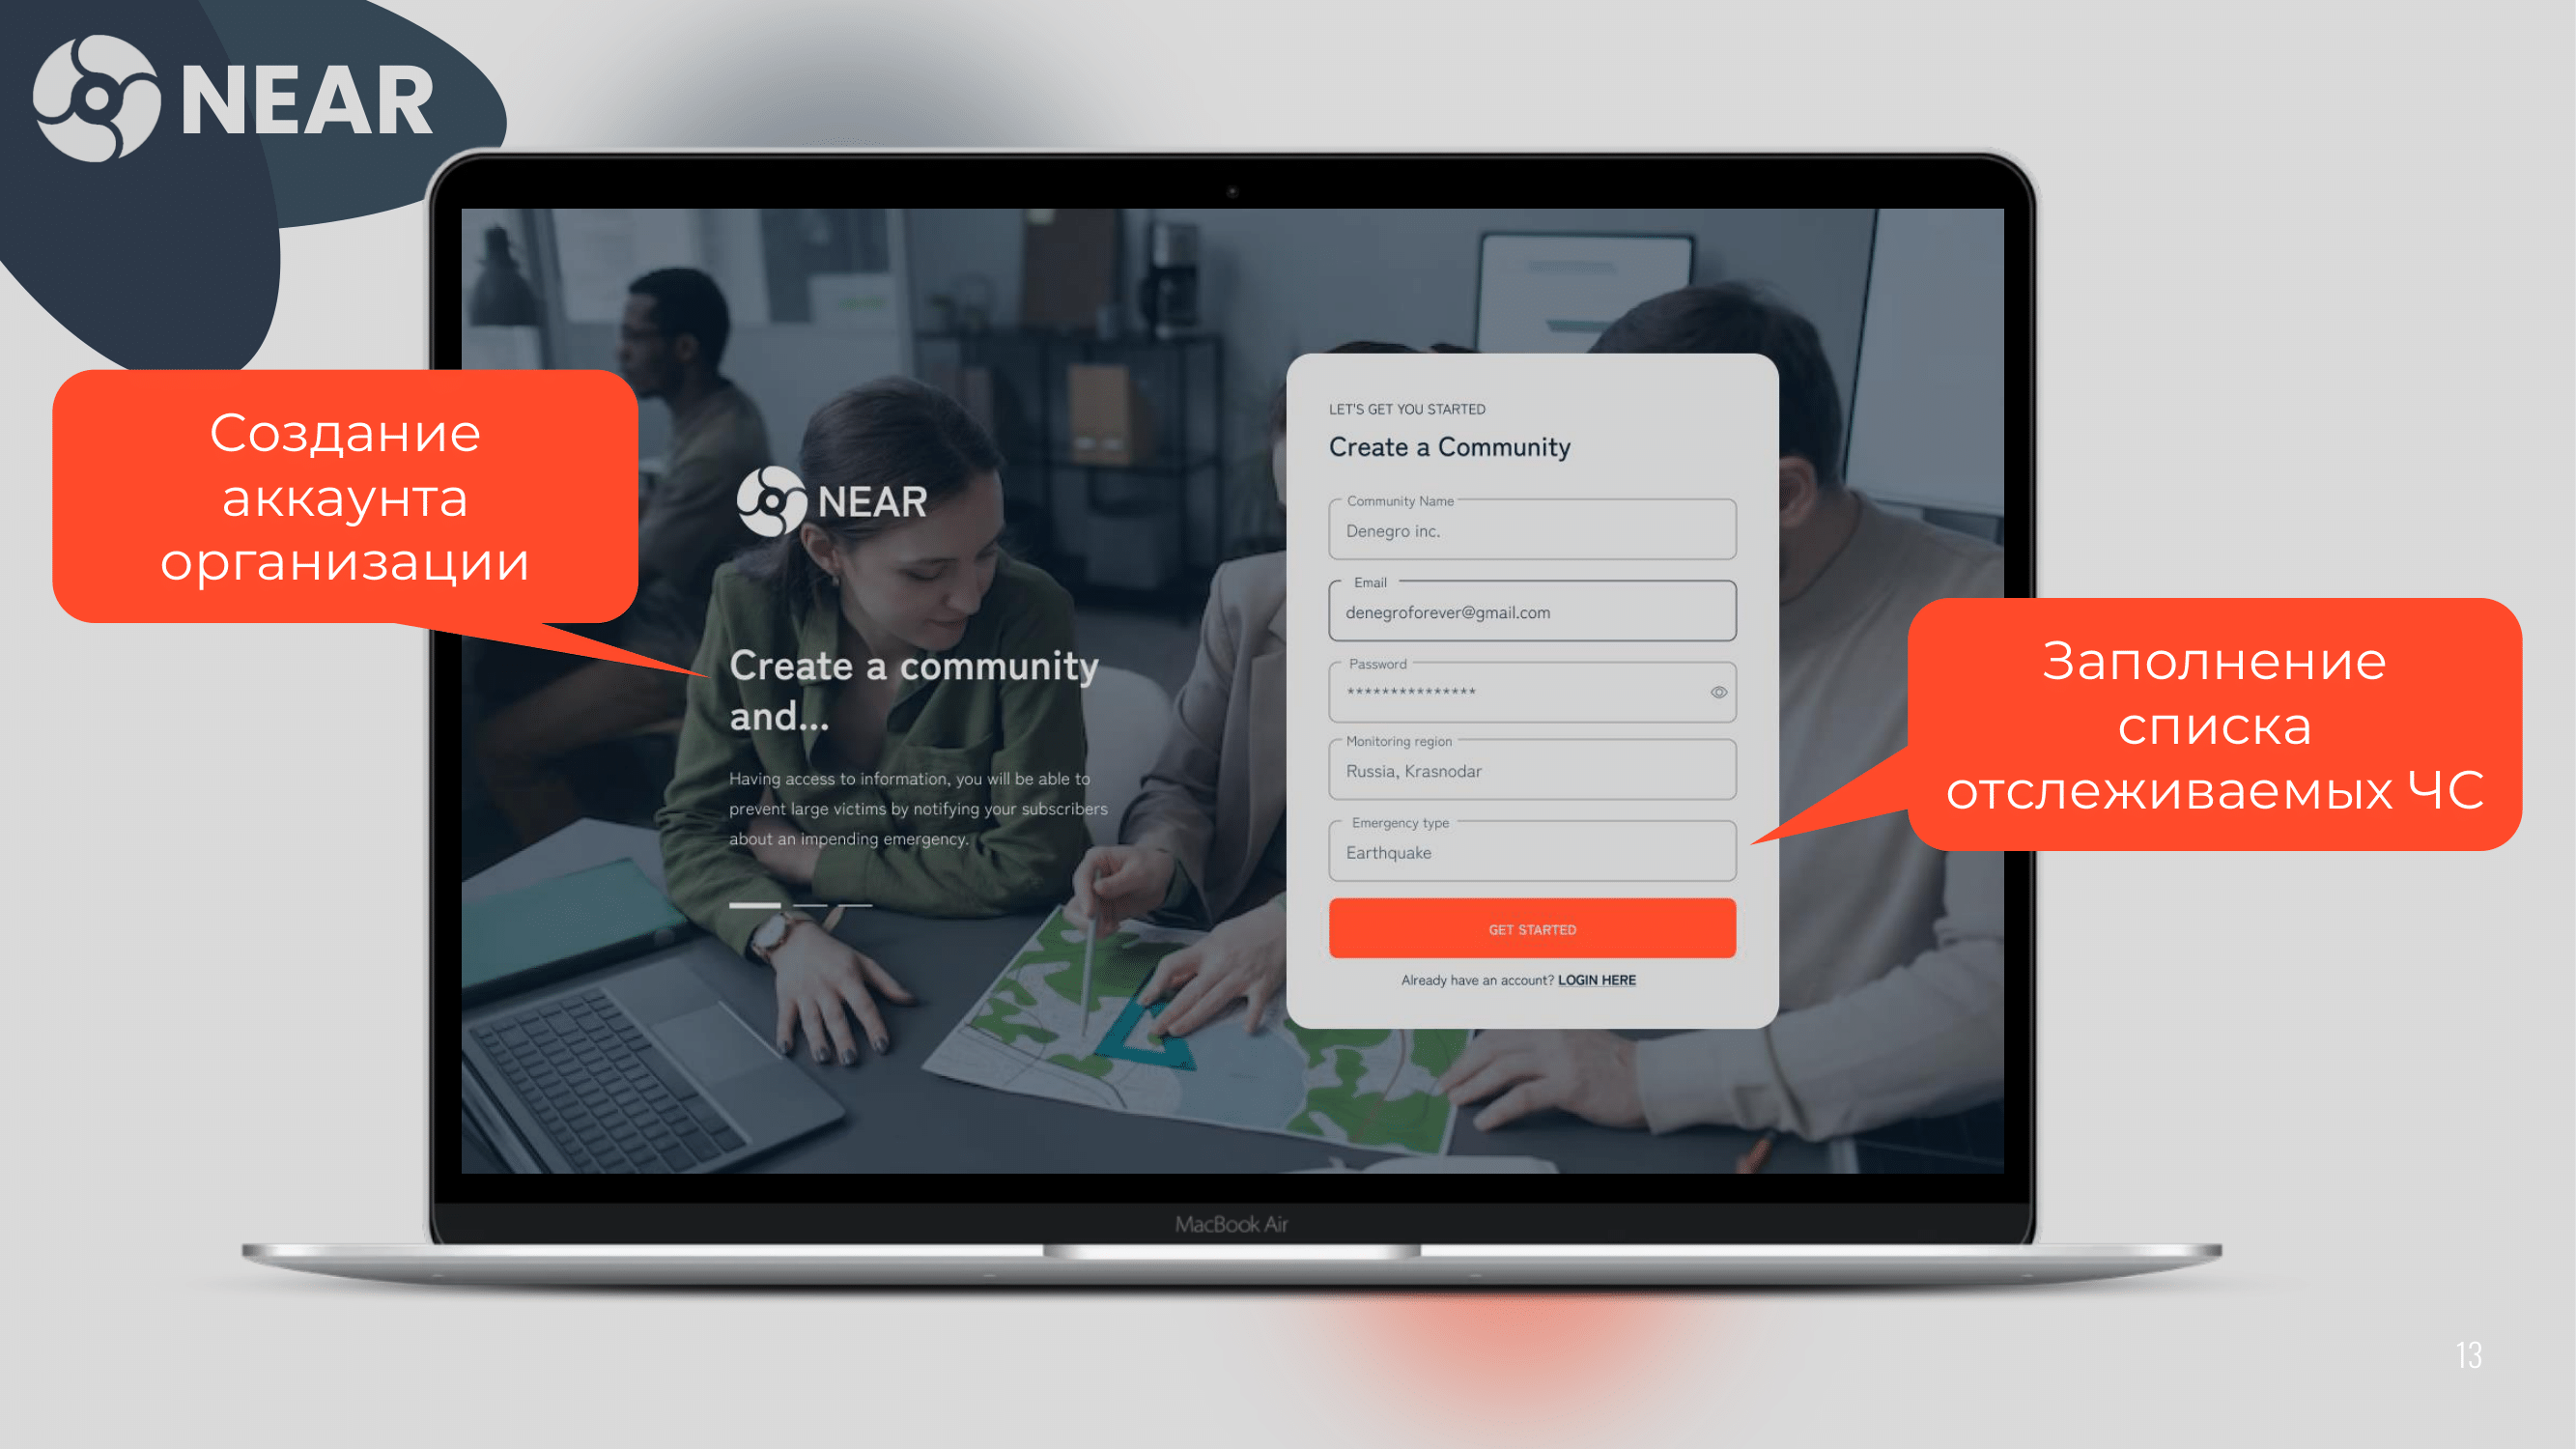 NEAR
Создание
аккаунта
организации
NEAR
Create a community
and...
Having access to information, you will be able to
prevent large victims by notifying your subscribers
about an impending emergency.
LET'S GET YOU STARTED
Create a Community
Community Name
Denegro inc.
Email
denegroforever@gmail.com
Password
***************
Monitoring region
Russia, Krasnodar
Emergency type
Earthquake
GET STARTED
Already have an account? LOGIN HERE
Заполнение
списка
отслеживаемых ЧС
MacBook Air
13